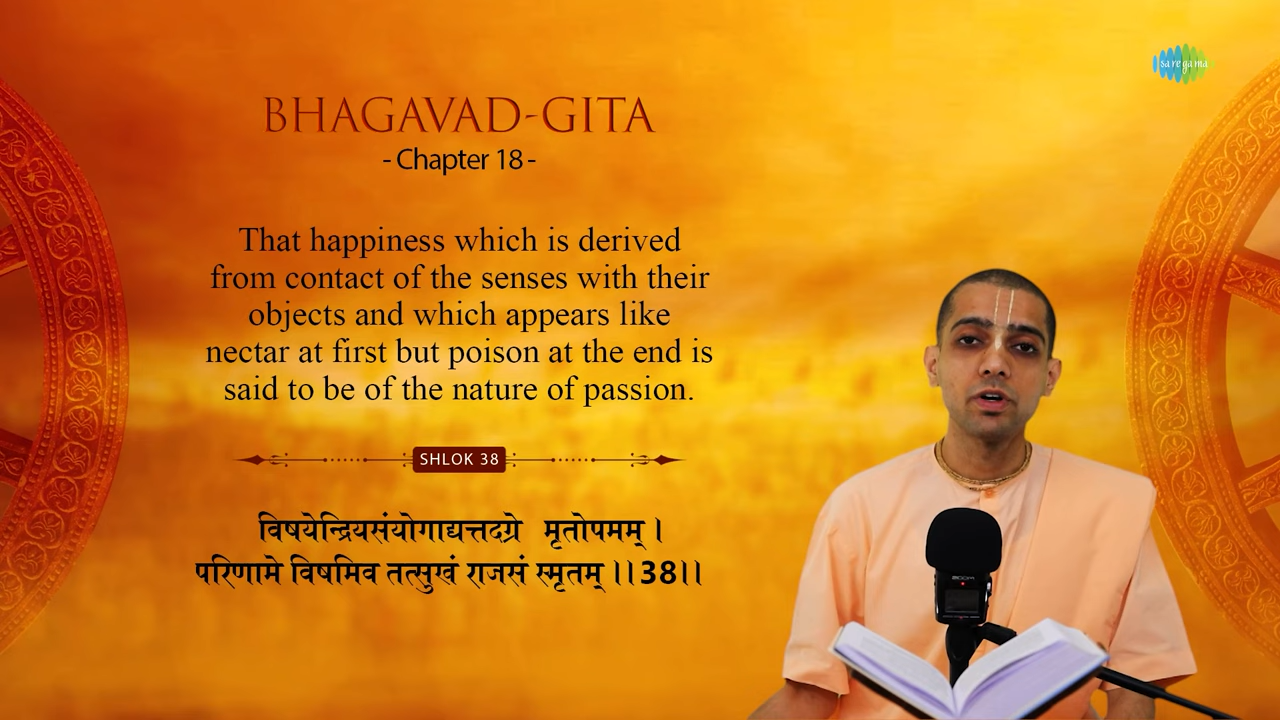 saregama
BHAGAVAD-GITA
- Chapter 18 -
That happiness which is derived
from contact of the senses with their
objects and which appears like
nectar at first but poison at the end is
said to be of the nature of passion.
SHLOK 38
विषयेन्द्रियसंयोगाद्यत्तदग्रे मृतोपमम् ।
परिणामे विषमिव तत्सुखं राजसं स्मृतम् ।।38।।
zoom